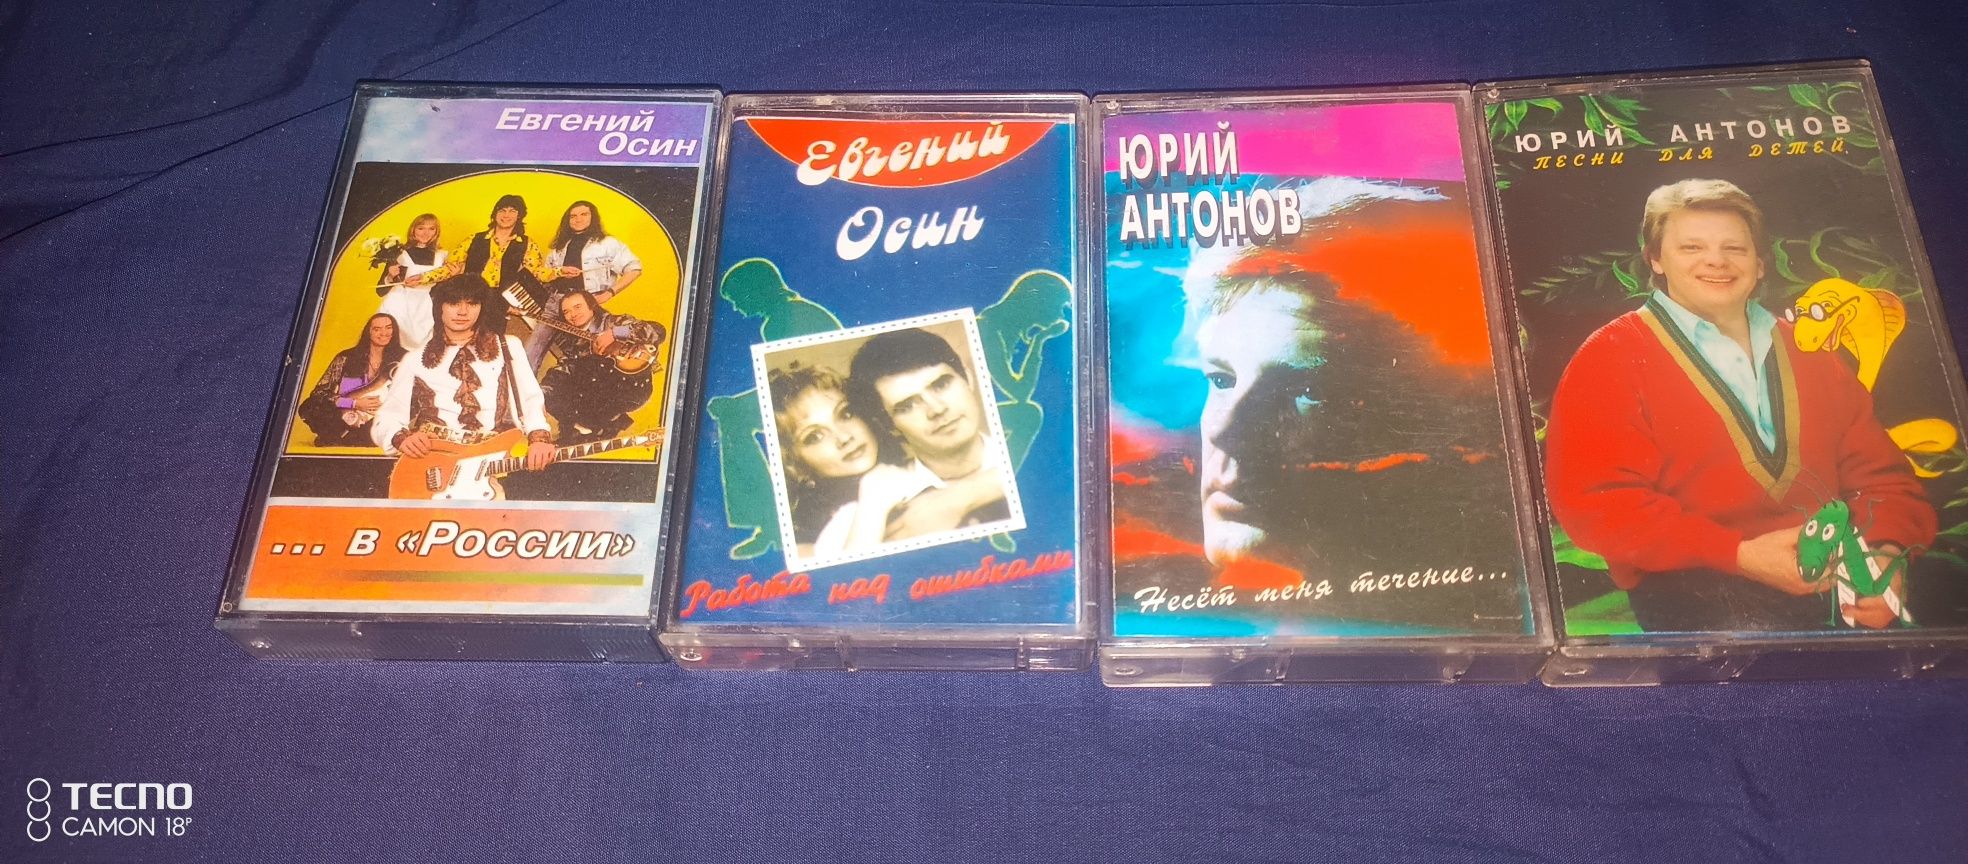 Евгений
Осин
... в «России»
Евгений
Осин
Работа над ошибками
ЮРИЙ
АНТОНОВ
Несёт меня течение...
ЮРИЙ АНТОНОВ
ПЕСНИ ДЛЯ ДЕТЕЙ
TECNO
CAMON 18P